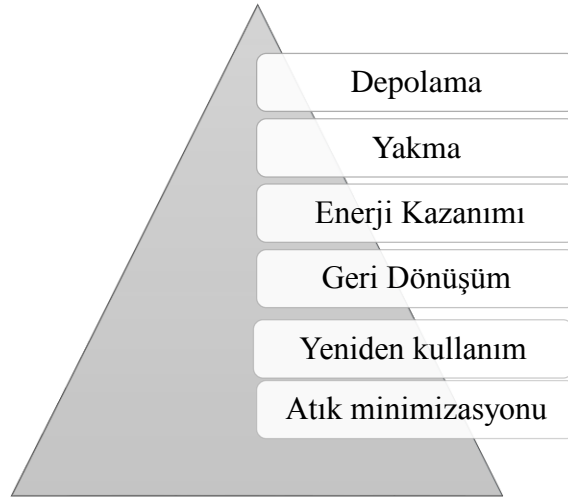 Depolama
Yakma
Enerji Kazanımı
Geri Dönüşüm
Yeniden kullanım
Atık minimizasyonu